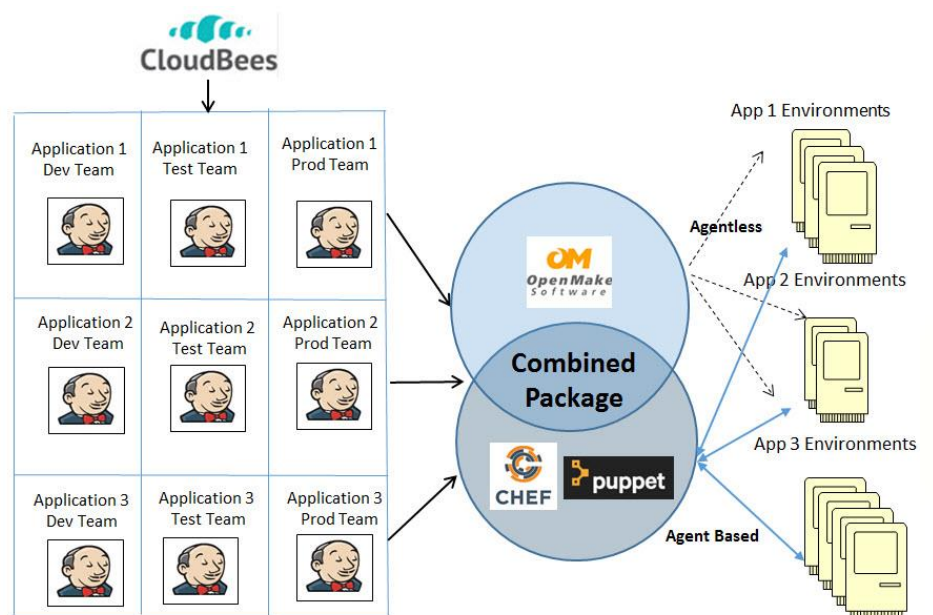 CloudBees
Application 1
Dev Team
Application 1
Test Team
Application 1
Prod Team
Application 2
Dev Team
Application 2
Test Team
Application 2
Prod Team
Application 3
Dev Team
Application 3
Test Team
Application 3
Prod Team
OM
OpenMake
Software
Combined
Package
CHEF
puppet
Agentless
Agent Based
App 1 Environments
App 2 Environments
App 3 Environments